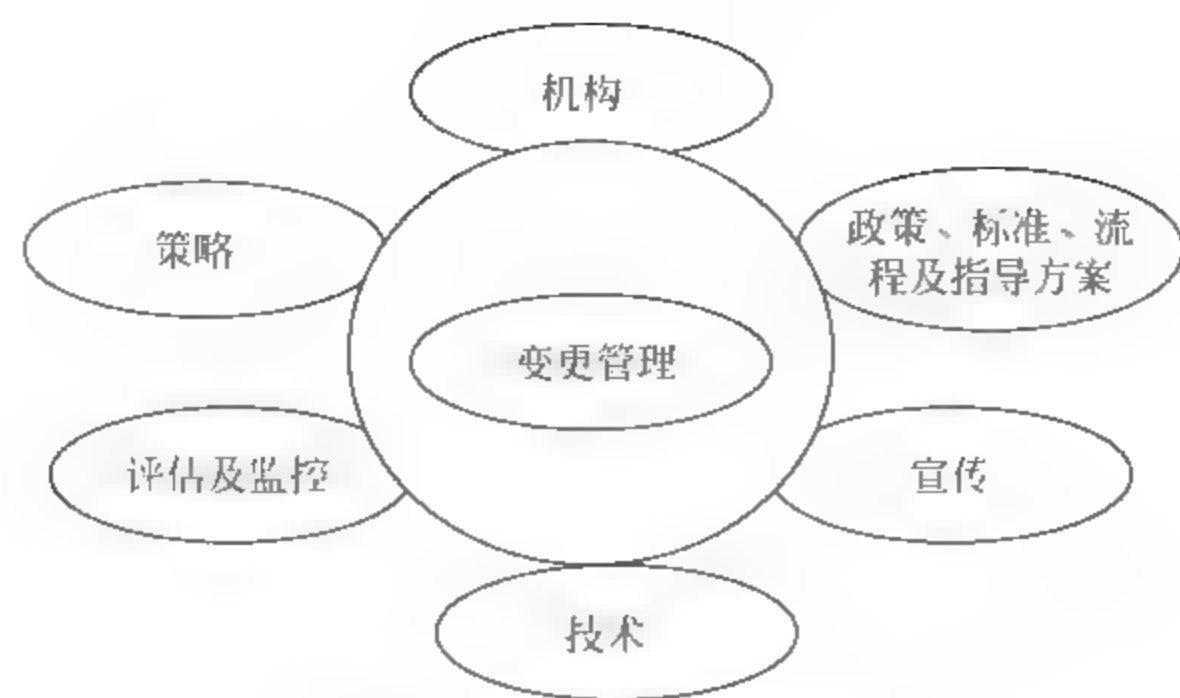 机构
策略
政策、标准、流
程及指导方案
变更管理
评估及监控
宣传
技术